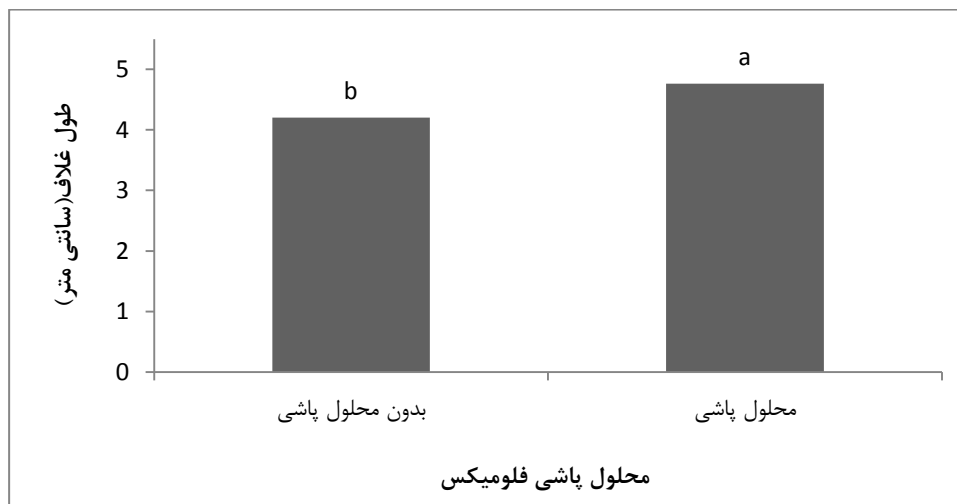 طول غلاف(سانتی متر)
5
4
3
2
1
0
b
a
بدون محلول پاشی
محلول پاشی
محلول پاشی فلومیکس